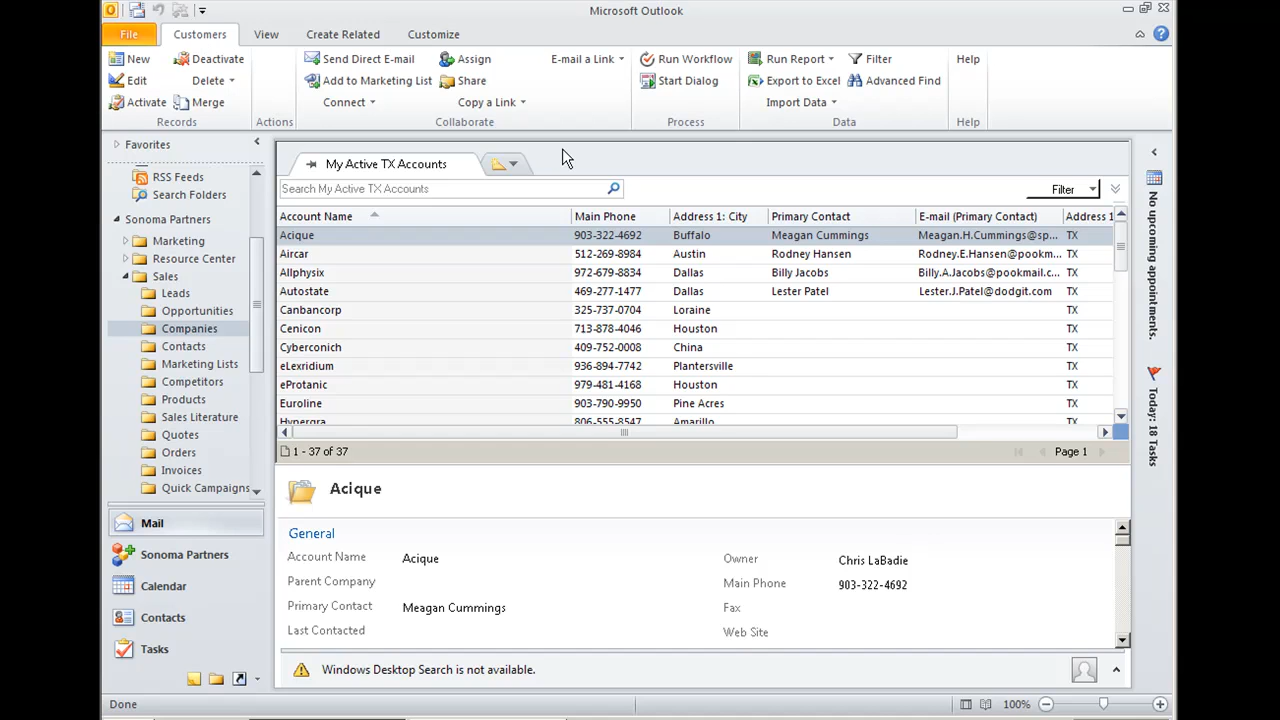 Microsoft Outlook
File Customers View Create Related Customize
New Deactivate Send Direct E-mail Assign E-mail a Link Run Workflow Run Report Filter Help
Edit Delete Add to Marketing List Share Start Dialog Export to Excel Advanced Find
Activate Merge Connect Copy a Link Import Data
Records Actions Collaborate Process Data Help
Favorites
RSS Feeds
Search Folders
Sonoma Partners
Marketing
Resource Center
Sales
Leads
Opportunities
Companies
Contacts
Marketing Lists
Competitors
Products
Sales Literature
Quotes
Orders
Invoices
Quick Campaigns
Mail
Sonoma Partners
Calendar
Contacts
Tasks
My Active TX Accounts
Search My Active TX Accounts Filter
Account Name Main Phone Address 1: City Primary Contact E-mail (Primary Contact) Address 1
Acique 903-322-4692 Buffalo Meagan Cummings Meagan.H.Cummings@sp... TX
Aircar 512-269-8984 Austin Rodney Hansen Rodney.E.Hansen@pookm... TX
Allphysix 972-679-8834 Dallas Billy Jacobs Billy.A.Jacobs@pookmail.c... TX
Autostate 469-277-1477 Dallas Lester Patel Lester.J.Patel@dodgit.com TX
Canbancorp 325-737-0704 Loraine TX
Cenicon 713-878-4046 Houston TX
Cyberconich 409-752-0008 China TX
eLexridium 936-894-7742 Plantersville TX
eProtanic 979-481-4168 Houston TX
Euroline 903-790-9950 Pine Acres TX
Hypergra 806-555-8547 Amarillo TX
1 - 37 of 37 Page 1
Acique
General
Account Name Acique Owner Chris LaBadie
Parent Company Main Phone 903-322-4692
Primary Contact Meagan Cummings Fax
Last Contacted Web Site
Windows Desktop Search is not available.
No upcoming appointments.
Today: 18 Tasks
Done 100%